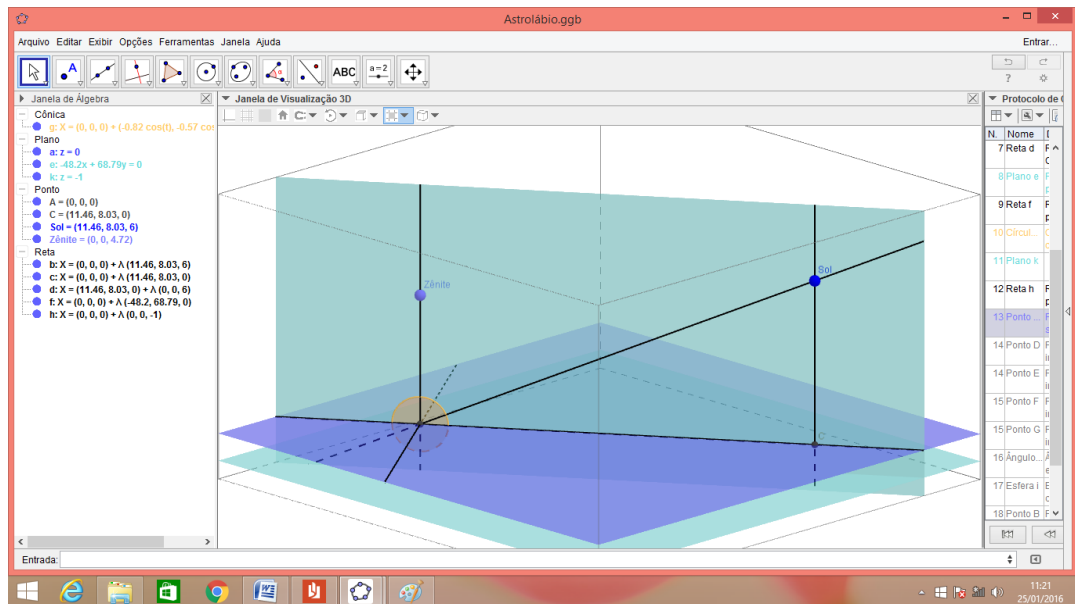 Astrolábio.ggb
Arquivo Editar Exibir Opções Ferramentas Janela Ajuda
Entrar...
ABC
a=2
Janela de Álgebra
Cônica
g: X = (0, 0, 0) + (-0.82 cos(t), -0.57 cos
Plano
a: z = 0
e: -48.2x + 68.79y = 0
k: z = -1
Ponto
A = (0, 0, 0)
C = (11.46, 8.03, 0)
Sol = (11.46, 8.03, 6)
Zênite = (0, 0, 4.72)
Reta
b: X = (0, 0, 0) + λ (11.46, 8.03, 6)
c: X = (0, 0, 0) + λ (11.46, 8.03, 0)
d: X = (11.46, 8.03, 0) + λ (0, 0, 6)
f: X = (0, 0, 0) + λ (-48.2, 68.79, 0)
h: X = (0, 0, 0) + λ (0, 0, -1)
Janela de Visualização 3D
Zênite
Sol
C
Protocolo de
N. Nome
7 Reta d
8 Plano e
9 Reta f
10 Círcul...
11 Plano k
12 Reta h
13 Ponto ...
14 Ponto D
14 Ponto E
15 Ponto F
15 Ponto G
16 Ângulo...
17 Esfera i
18 Ponto B
Entrada:
11:21
25/01/2016